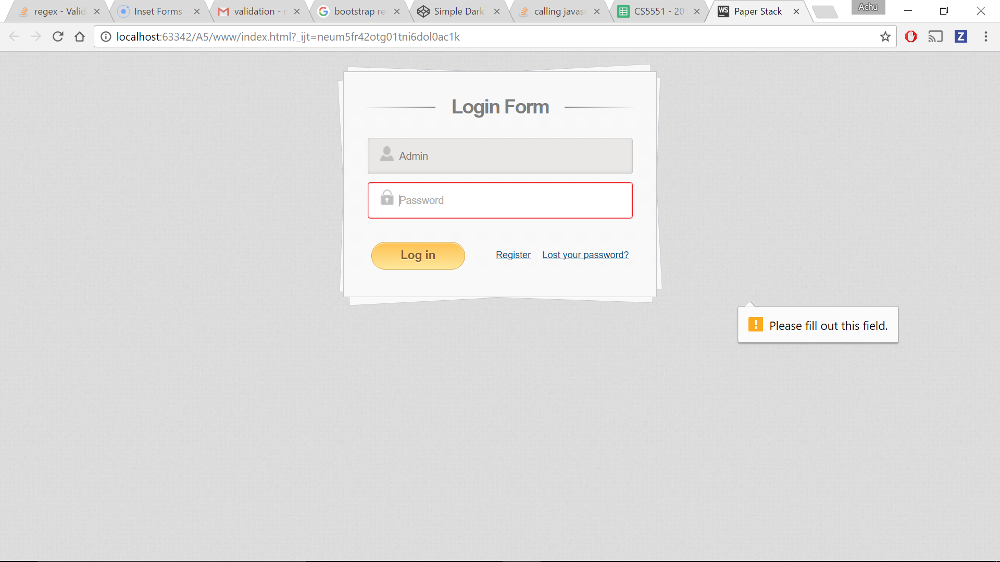 regex - Valid
Inset Forms
validation - r
bootstrap re
Simple Dark
calling javas
CS5551 - 20
WS Paper Stack
Achu
localhost:63342/A5/www/index.html?_ijt=neum5fr42otg01tni6dol0ac1k
Z
Login Form
Admin
Password
Log in
Register
Lost your password?
! Please fill out this field.